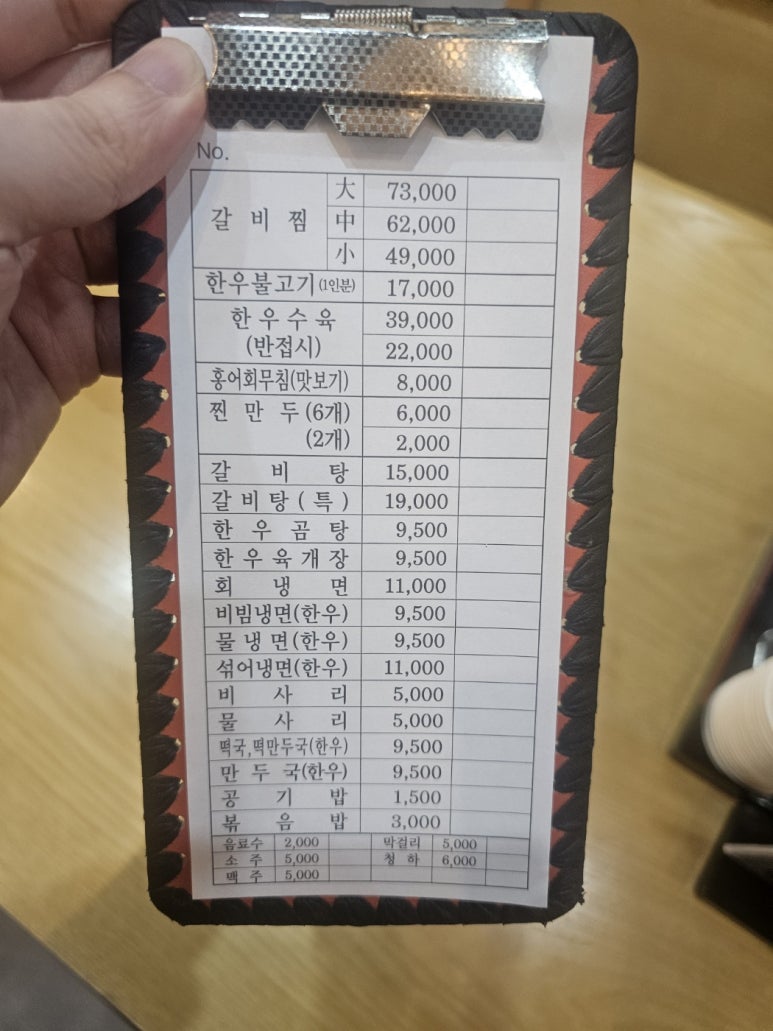 No.
갈비찜 大 73,000
中 62,000
小 49,000
한우불고기(1인분) 17,000
한우수육 39,000
(반접시) 22,000
홍어회무침(맛보기) 8,000
찐만두(6개) 6,000
(2개) 2,000
갈비탕 15,000
갈비탕(특) 19,000
한우곰탕 9,500
한우육개장 9,500
회냉면 11,000
비빔냉면(한우) 9,500
물냉면(한우) 9,500
섞어냉면(한우) 11,000
비사리 5,000
물사리 5,000
떡국,떡만두국(한우) 9,500
만두국(한우) 9,500
공기밥 1,500
볶음밥 3,000
음료수 2,000 막걸리 5,000
소주 5,000 청하 6,000
맥주 5,000